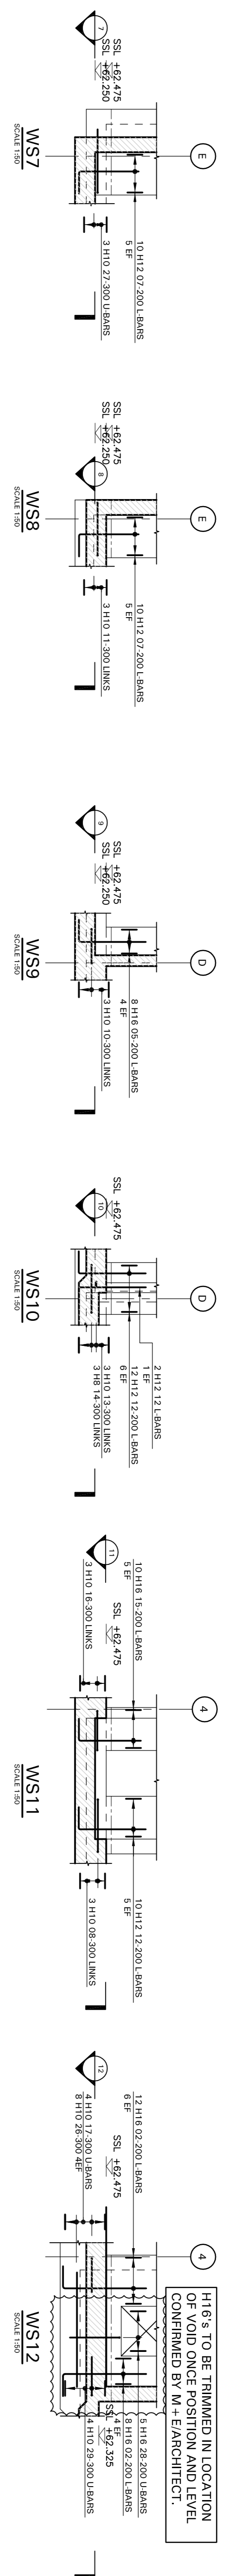 E
10 H12 07-200 L-BARS
5 EF
SSL +62.475
SSL +62.250
7
3 H10 27-300 U-BARS
WS7
SCALE 1:50
E
10 H12 07-200 L-BARS
5 EF
SSL +62.475
SSL +62.250
8
3 H10 11-300 LINKS
WS8
SCALE 1:50
D
8 H16 05-200 L-BARS
4 EF
SSL +62.475
SSL +62.250
9
3 H10 10-300 LINKS
WS9
SCALE 1:50
D
2 H12 12 L-BARS
1 EF
12 H12 12-200 L-BARS
6 EF
SSL +62.475
10
3 H10 13-300 LINKS
3 H8 14-300 LINKS
WS10
SCALE 1:50
4
10 H16 15-200 L-BARS
5 EF
10 H12 12-200 L-BARS
5 EF
SSL +62.475
11
3 H10 16-300 LINKS
3 H10 08-300 LINKS
WS11
SCALE 1:50
H16's TO BE TRIMMED IN LOCATION
OF VOID ONCE POSITION AND LEVEL
CONFIRMED BY M+E/ARCHITECT.
4
12 H16 02-200 L-BARS
6 EF
5 H16 28-200 U-BARS
8 H16 02-200 L-BARS
4 EF
SSL +62.475
SSL +62.325
12
4 H10 17-300 U-BARS
8 H10 26-300 4EF
4 H10 29-300 U-BARS
WS12
SCALE 1:50